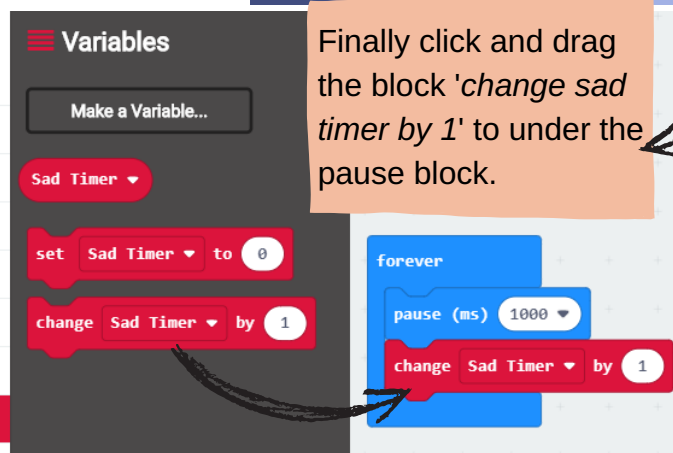 Variables
Make a Variable...
Sad Timer
set Sad Timer to 0
change Sad Timer by 1
Finally click and drag
the block 'change sad
timer by 1' to under the
pause block.
forever
pause (ms) 1000
change Sad Timer by 1